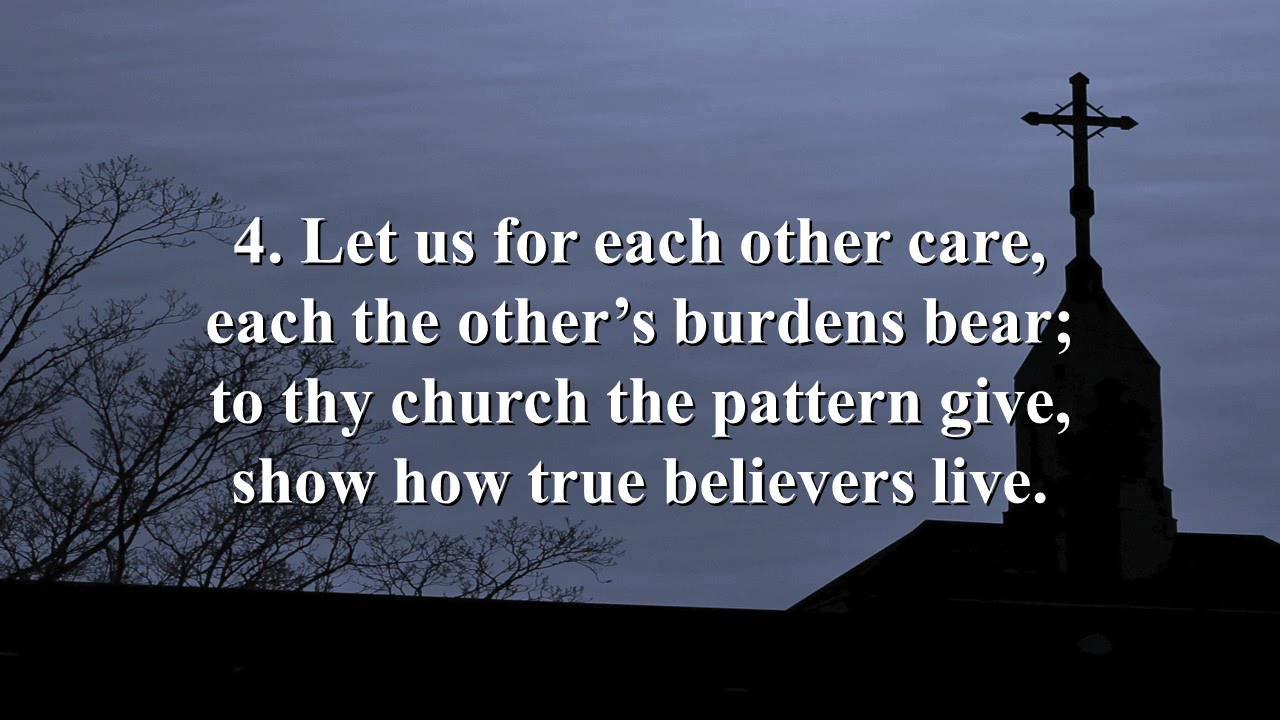 4. Let us for each other care,
each the other’s burdens bear;
to thy church the pattern give,
show how true believers live.